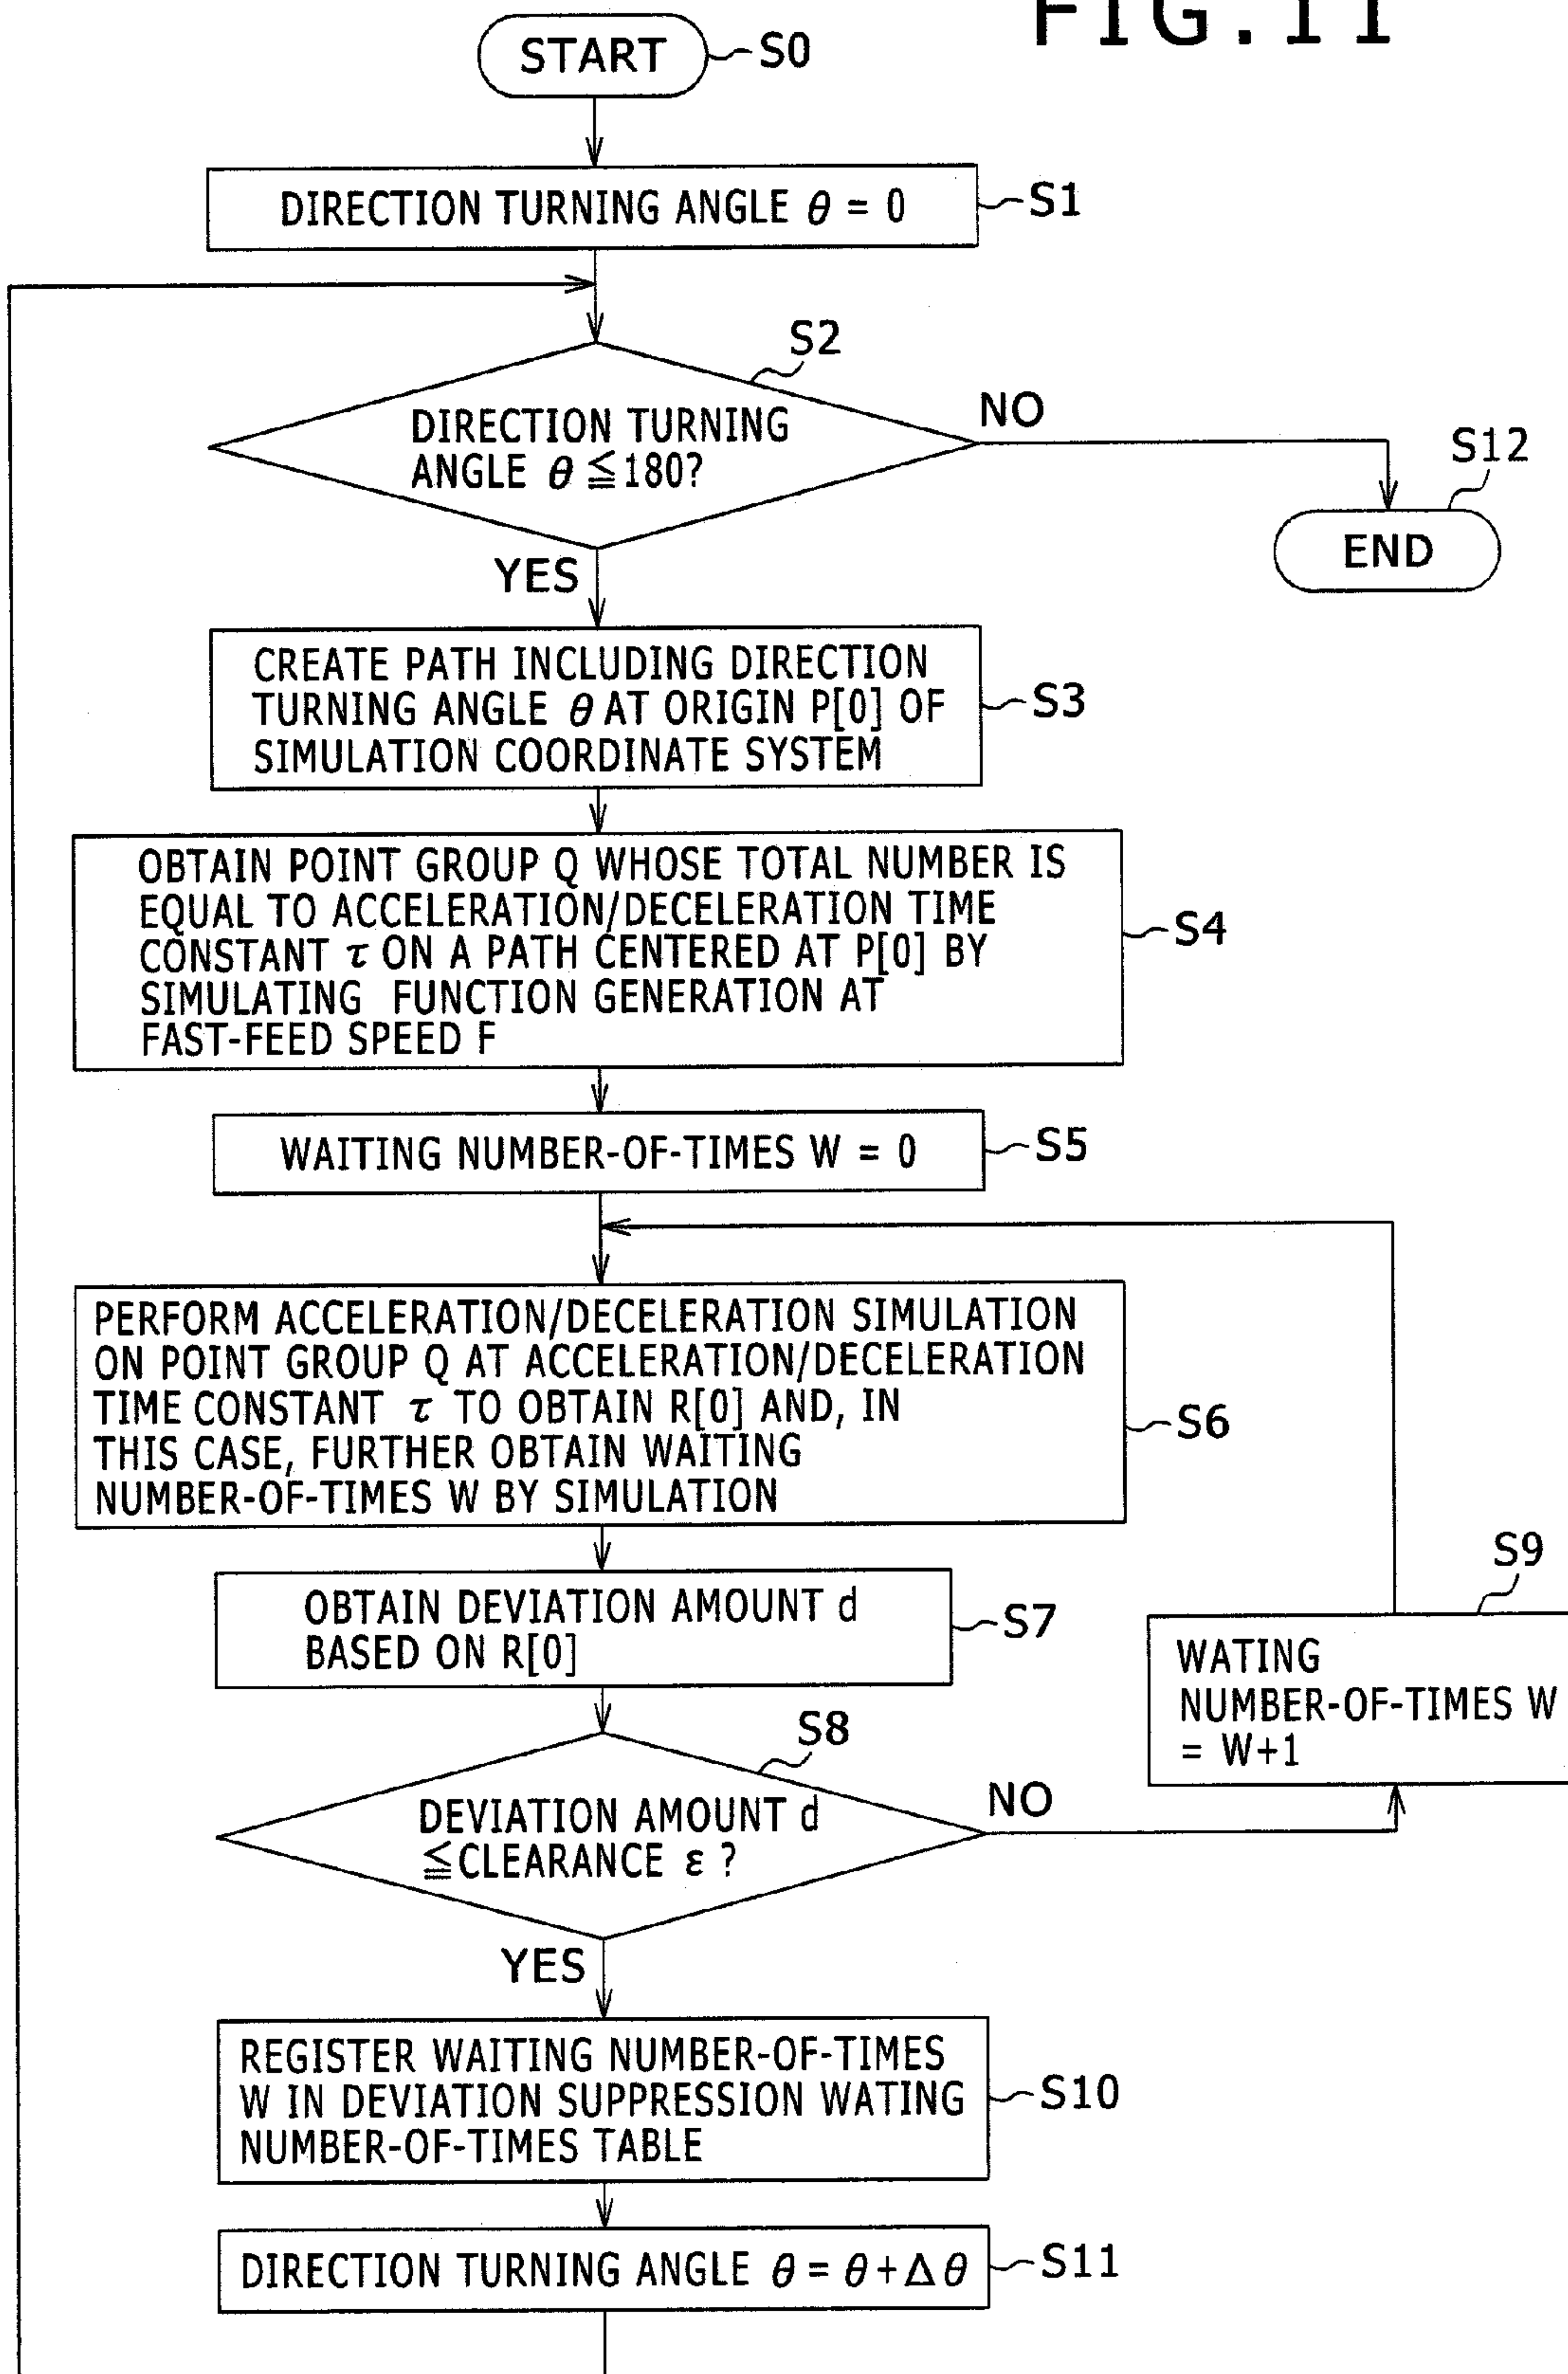 FIG.11
START
S0
DIRECTION TURNING ANGLE θ = 0
S1
S2
DIRECTION TURNING
ANGLE θ ≦ 180?
NO
S12
END
YES
CREATE PATH INCLUDING DIRECTION
TURNING ANGLE θ AT ORIGIN P[0] OF
SIMULATION COORDINATE SYSTEM
S3
OBTAIN POINT GROUP Q WHOSE TOTAL NUMBER IS
EQUAL TO ACCELERATION/DECELERATION TIME
CONSTANT τ ON A PATH CENTERED AT P[0] BY
SIMULATING FUNCTION GENERATION AT
FAST-FEED SPEED F
S4
WAITING NUMBER-OF-TIMES W = 0
S5
PERFORM ACCELERATION/DECELERATION SIMULATION
ON POINT GROUP Q AT ACCELERATION/DECELERATION
TIME CONSTANT τ TO OBTAIN R[0] AND, IN
THIS CASE, FURTHER OBTAIN WAITING
NUMBER-OF-TIMES W BY SIMULATION
S6
OBTAIN DEVIATION AMOUNT d
BASED ON R[0]
S7
S9
WATING
NUMBER-OF-TIMES W
= W+1
S8
DEVIATION AMOUNT d
≦CLEARANCE ε ?
NO
YES
REGISTER WAITING NUMBER-OF-TIMES
W IN DEVIATION SUPPRESSION WATING
NUMBER-OF-TIMES TABLE
S10
DIRECTION TURNING ANGLE θ = θ + Δθ
S11